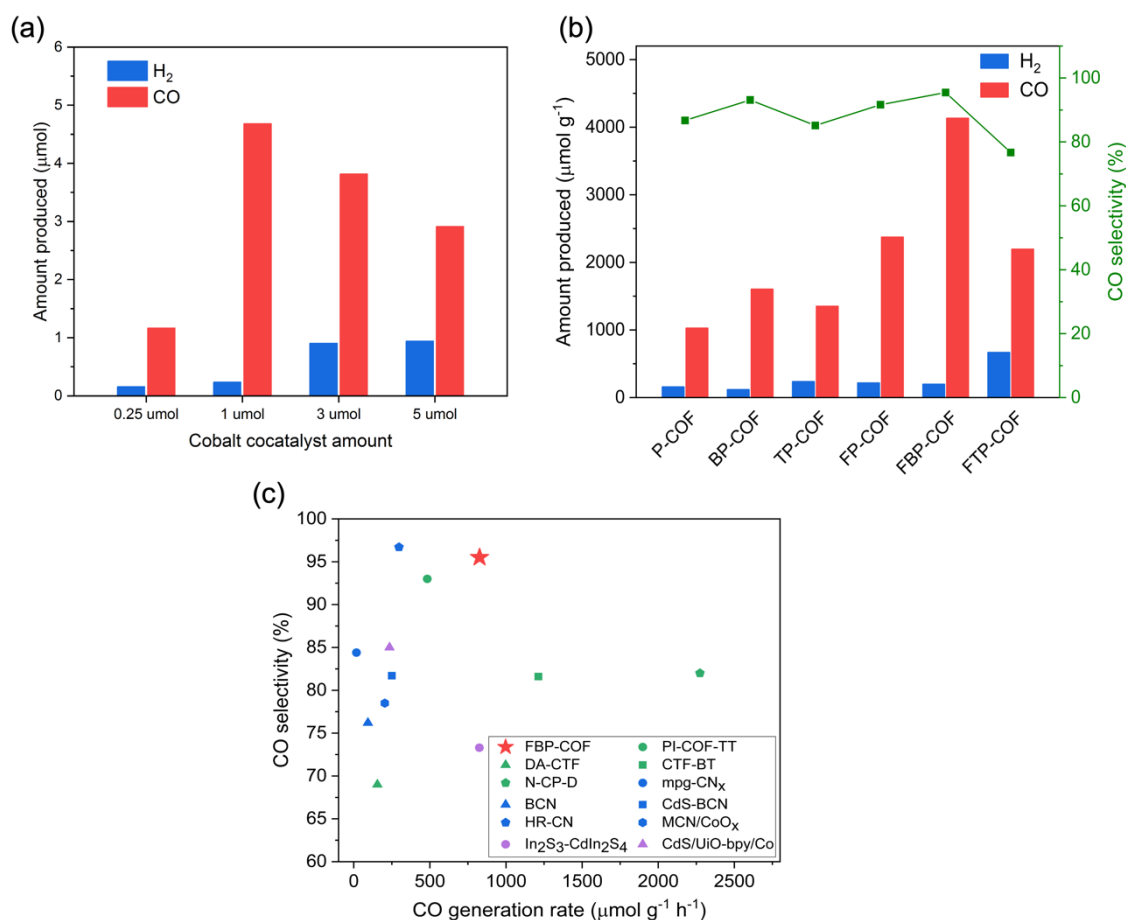 (a)
6
5
4
3
2
1
0
Amount produced (μmol)
H₂
CO
0.25 umol 1 umol 3 umol 5 umol
Cobalt cocatalyst amount
(b)
5000
4000
3000
2000
1000
0
Amount produced (μmol g⁻¹)
H₂
CO
100
80
60
40
20
0
CO selectivity (%)
P-COF BP-COF TP-COF FP-COF FBP-COF FTP-COF
(c)
100
95
90
85
80
75
70
65
60
CO selectivity (%)
FBP-COF PI-COF-TT
DA-CTF CTF-BT
N-CP-D mpg-CNₓ
BCN CdS-BCN
HR-CN MCN/CoOₓ
In₂S₃-CdIn₂S₄ CdS/UiO-bpy/Co
0 500 1000 1500 2000 2500
CO generation rate (μmol g⁻¹ h⁻¹)